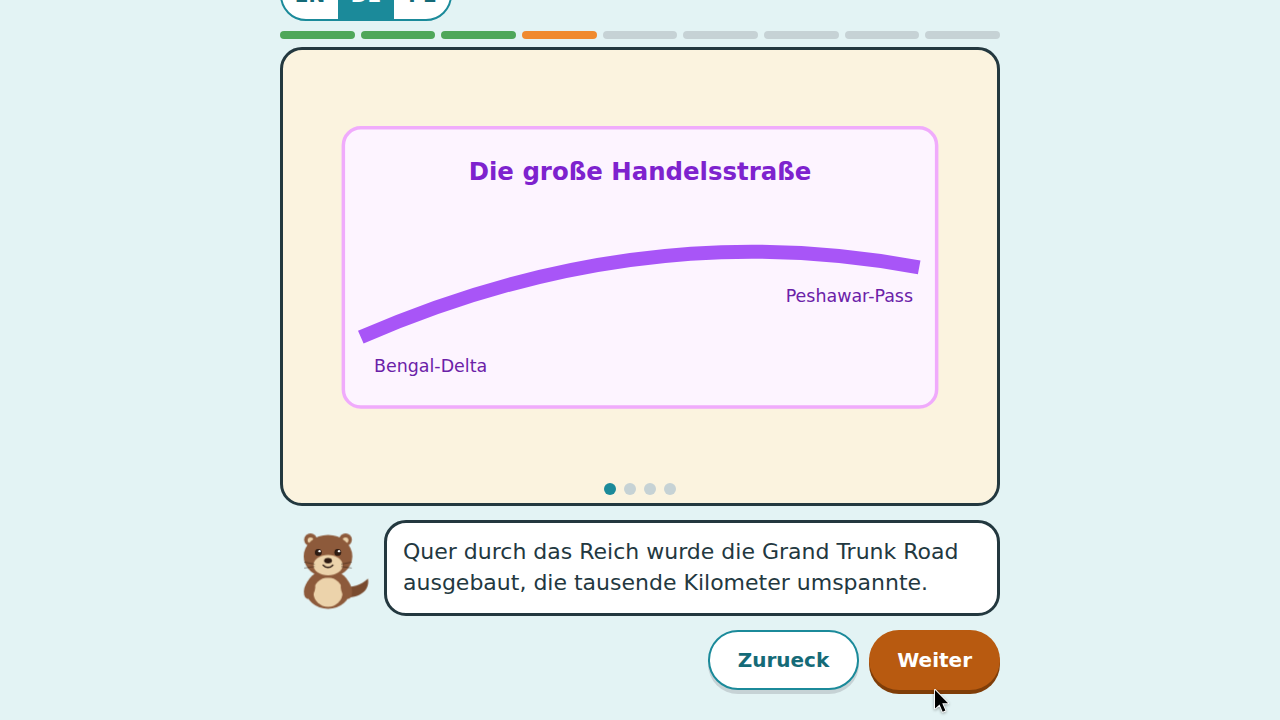 Die große Handelsstraße
Peshawar-Pass
Bengal-Delta
Quer durch das Reich wurde die Grand Trunk Road
ausgebaut, die tausende Kilometer umspannte.
Zurueck
Weiter